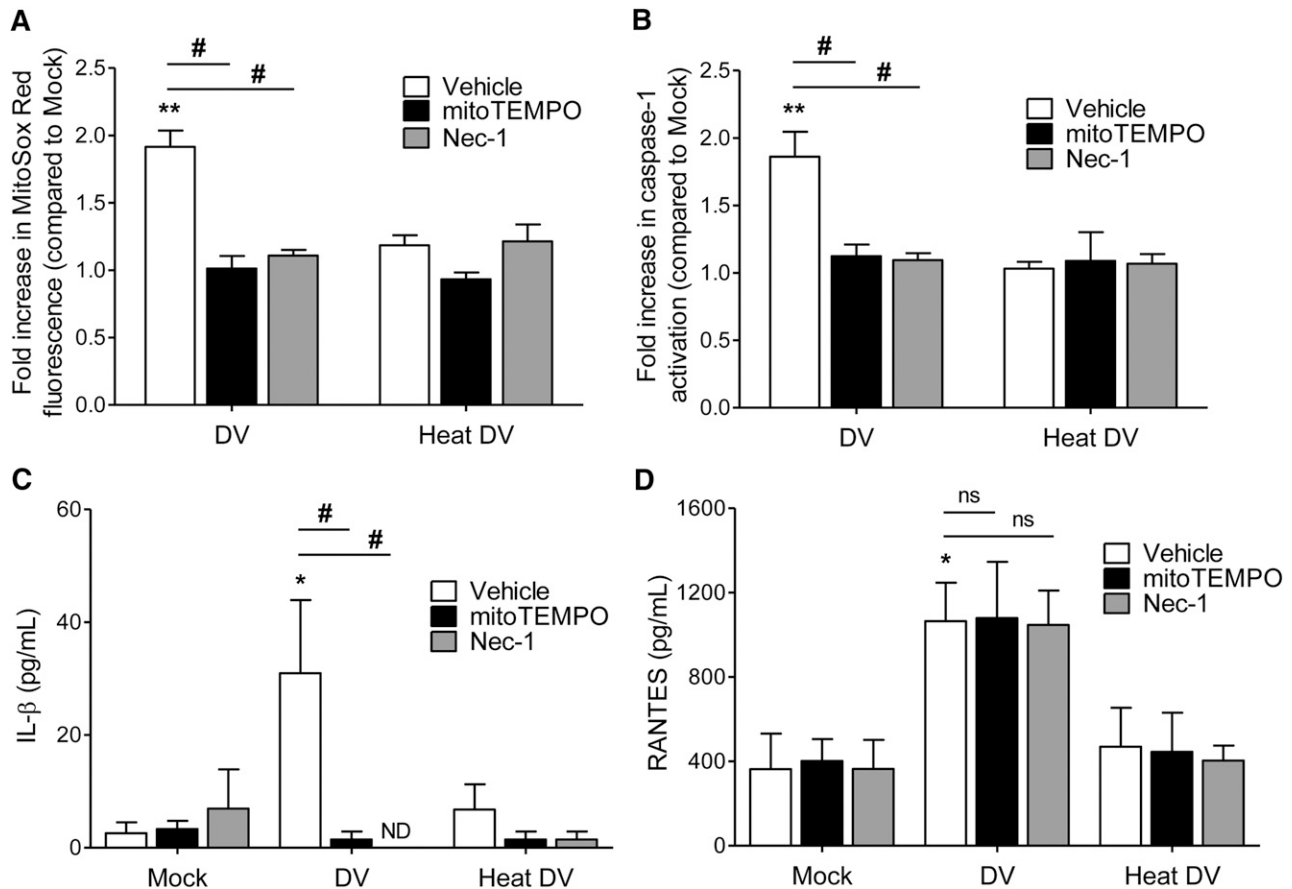 A
Fold increase in MitoSox Red
fluorescence (compared to Mock)
2.5
2.0
1.5
1.0
0.5
0.0
#
#
**
Vehicle
mitoTEMPO
Nec-1
DV
Heat DV
B
Fold increase in caspase-1
activation (compared to Mock)
2.5
2.0
1.5
1.0
0.5
0.0
#
#
**
Vehicle
mitoTEMPO
Nec-1
DV
Heat DV
C
IL-β (pg/mL)
60
40
20
0
#
#
*
ND
Vehicle
mitoTEMPO
Nec-1
Mock
DV
Heat DV
D
RANTES (pg/mL)
1600
1200
800
400
0
ns
ns
*
Vehicle
mitoTEMPO
Nec-1
Mock
DV
Heat DV